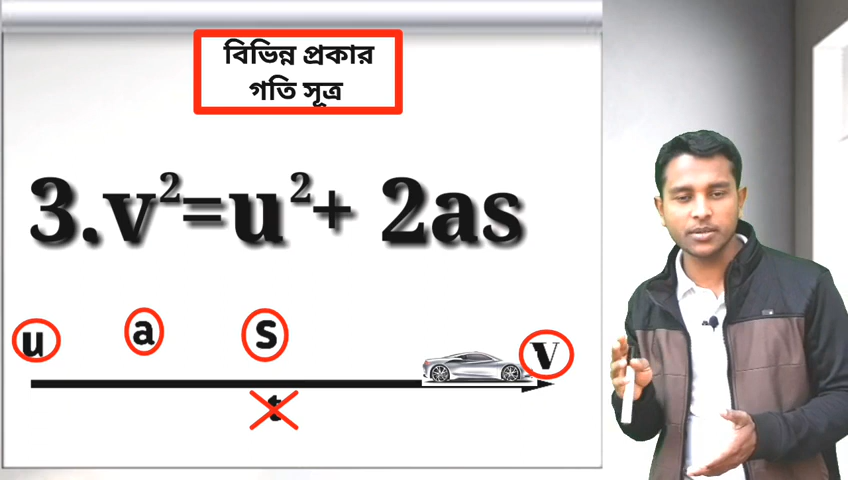 বিভিন্ন প্রকার
গতি সূত্র
3.v²=u²+ 2as
u a s v
t